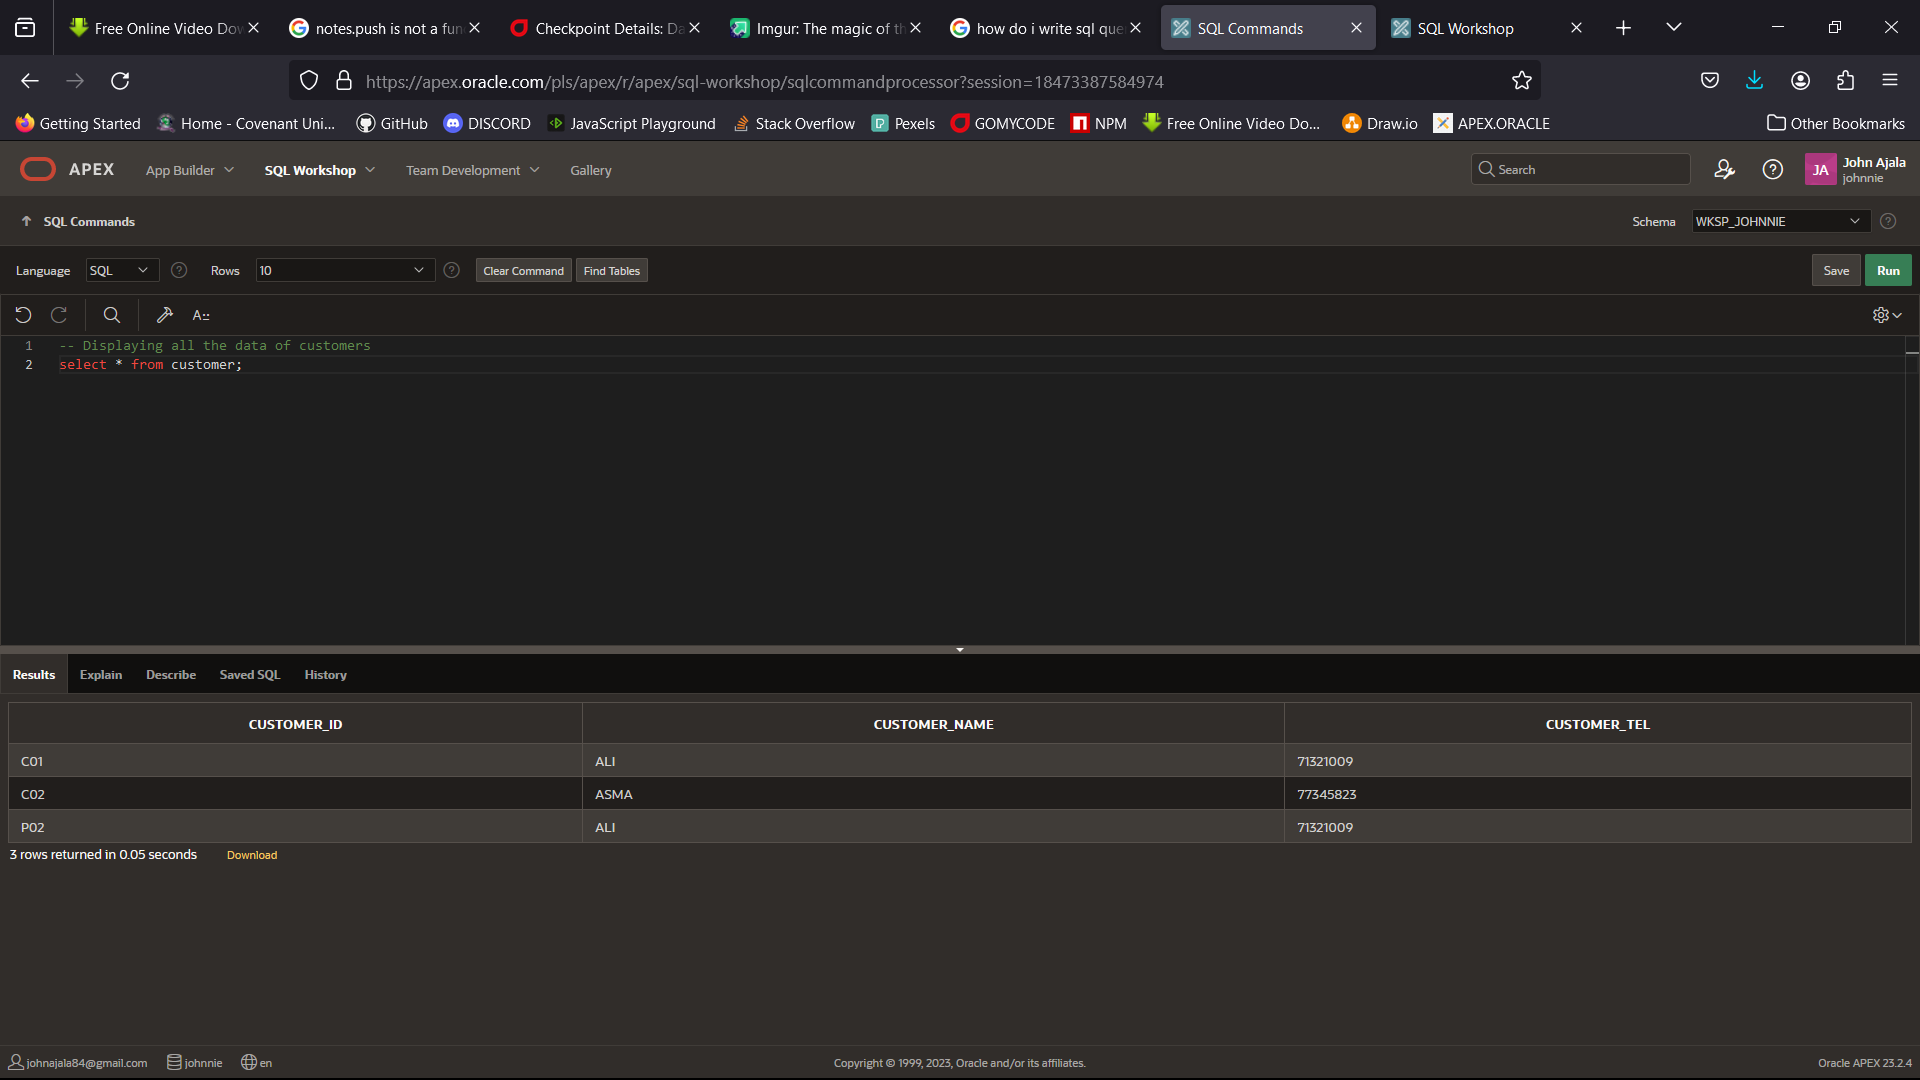 Free Online Video Dow
notes.push is not a fun
Checkpoint Details: Da
Imgur: The magic of th
how do i write sql que
SQL Commands
SQL Workshop
https://apex.oracle.com/pls/apex/r/apex/sql-workshop/sqlcommandprocessor?session=18473387584974
Getting Started
Home - Covenant Uni...
GitHub
DISCORD
JavaScript Playground
Stack Overflow
Pexels
GOMYCODE
NPM
Free Online Video Do...
Draw.io
APEX.ORACLE
Other Bookmarks
APEX
App Builder
SQL Workshop
Team Development
Gallery
Search
JA
John Ajala
johnnie
SQL Commands
Schema
WKSP_JOHNNIE
Language
SQL
Rows
10
Clear Command
Find Tables
Save
Run
A::
1 -- Displaying all the data of customers
2 select * from customer;
Results
Explain
Describe
Saved SQL
History
CUSTOMER_ID CUSTOMER_NAME CUSTOMER_TEL
C01 ALI 71321009
C02 ASMA 77345823
P02 ALI 71321009
3 rows returned in 0.05 seconds
Download
johnajala84@gmail.com
johnnie
en
Copyright © 1999, 2023, Oracle and/or its affiliates.
Oracle APEX 23.2.4